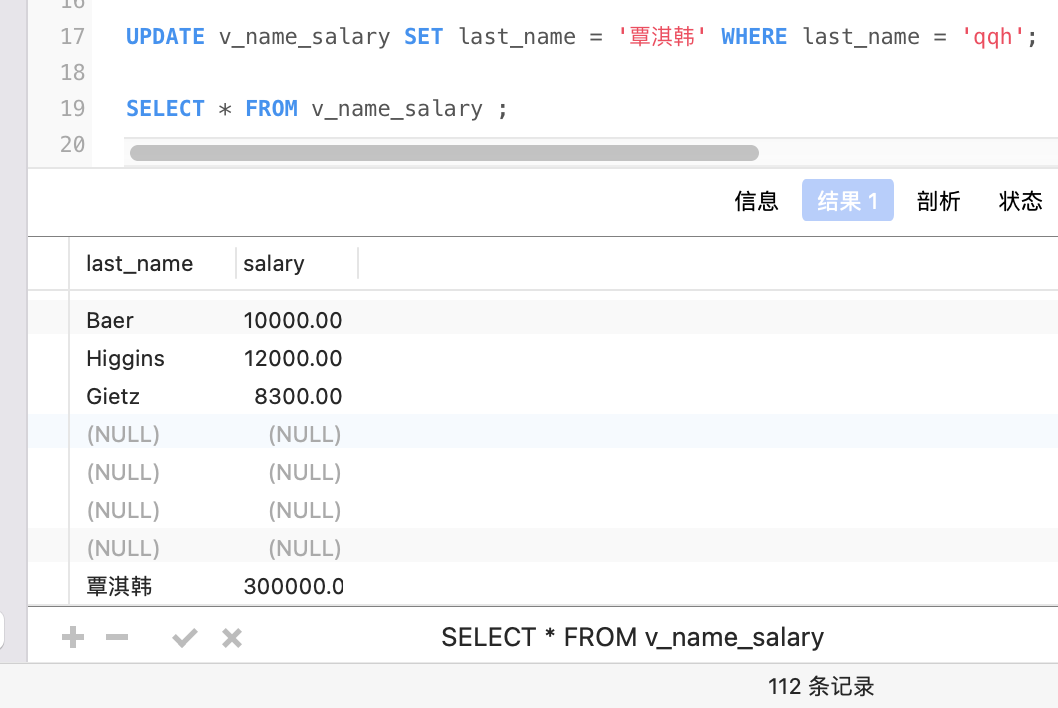 16
17 UPDATE v_name_salary SET last_name = '覃淇韩' WHERE last_name = 'qqh';
18
19 SELECT * FROM v_name_salary ;
20
信息 结果 1 剖析 状态
last_name salary
Baer 10000.00
Higgins 12000.00
Gietz 8300.00
(NULL) (NULL)
(NULL) (NULL)
(NULL) (NULL)
(NULL) (NULL)
覃淇韩 300000.0
SELECT * FROM v_name_salary
112 条记录